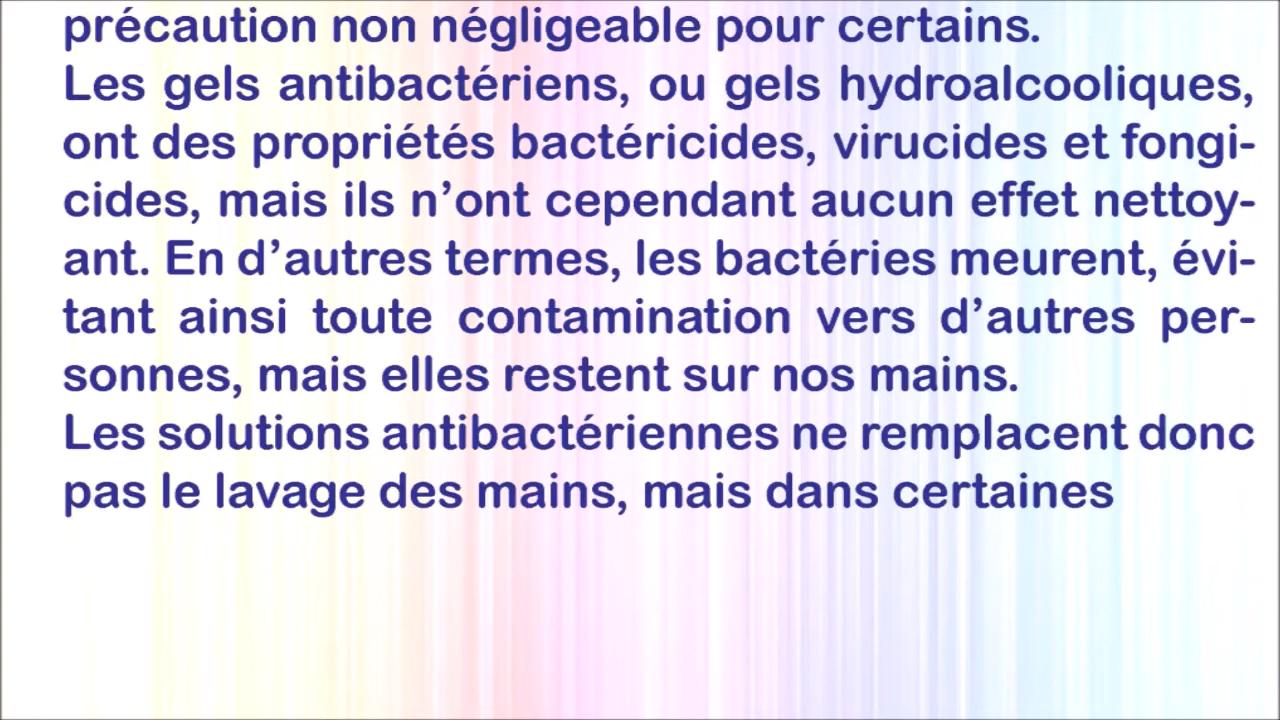 précaution non négligeable pour certains.
Les gels antibactériens, ou gels hydroalcooliques,
ont des propriétés bactéricides, virucides et fongi-
cides, mais ils n’ont cependant aucun effet nettoy-
ant. En d’autres termes, les bactéries meurent, évi-
tant ainsi toute contamination vers d’autres per-
sonnes, mais elles restent sur nos mains.
Les solutions antibactériennes ne remplacent donc
pas le lavage des mains, mais dans certaines